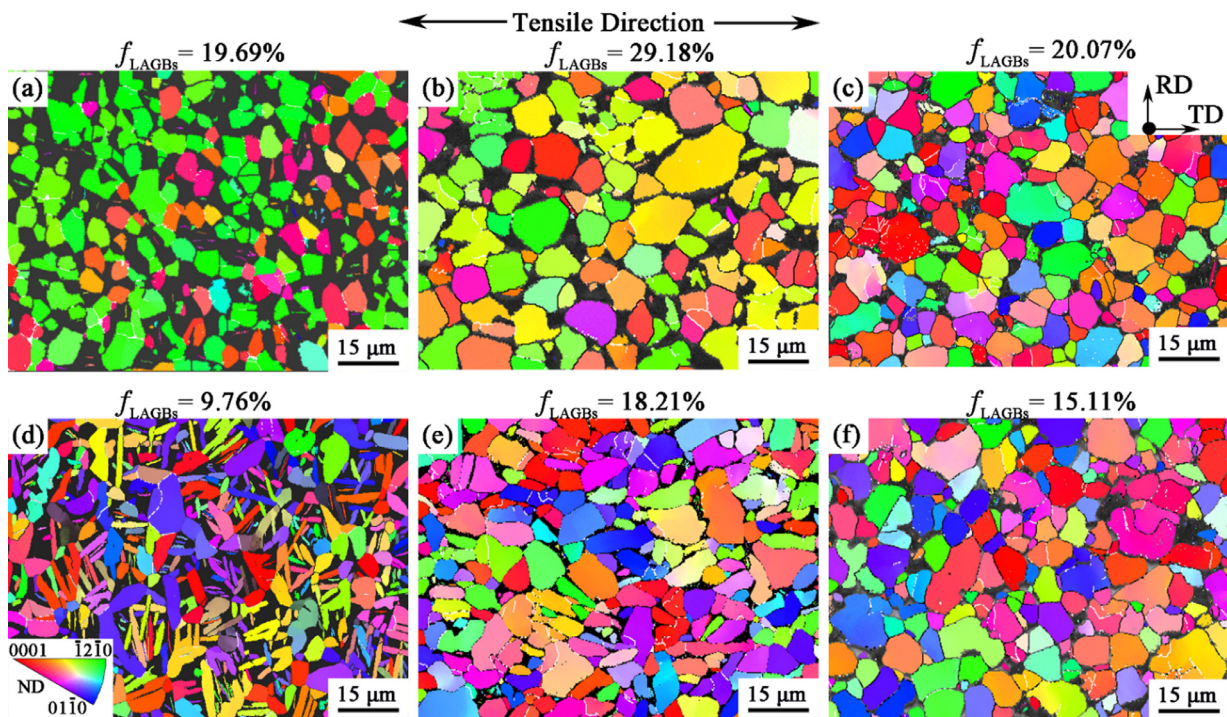 Tensile Direction
f_LAGBs = 19.69%
f_LAGBs = 29.18%
f_LAGBs = 20.07%
(a)
(b)
(c)
RD
TD
15 μm
15 μm
15 μm
f_LAGBs = 9.76%
f_LAGBs = 18.21%
f_LAGBs = 15.11%
(d)
(e)
(f)
0001 1̄21̄0
ND
011̄0
15 μm
15 μm
15 μm